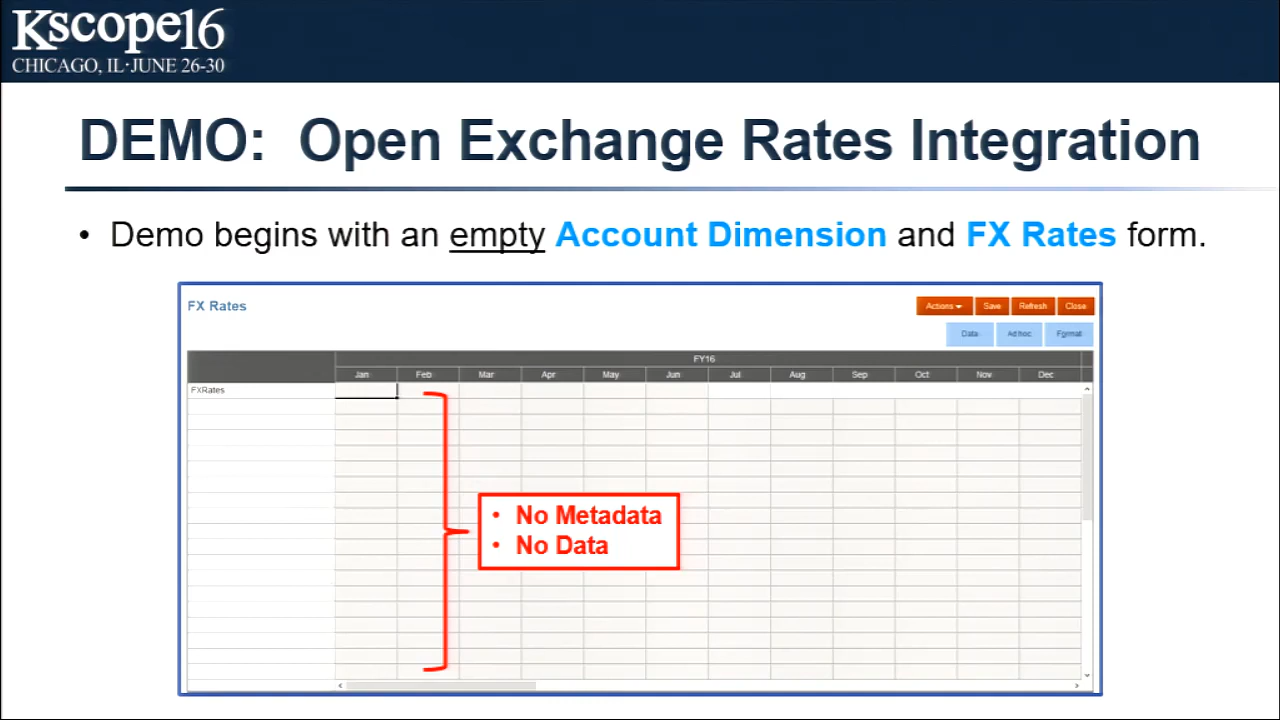 Kscope16
CHICAGO, IL·JUNE 26-30
DEMO: Open Exchange Rates Integration
• Demo begins with an empty Account Dimension and FX Rates form.
FX Rates
Actions Save Refresh Close
Data Ad hoc Format
FY16
Jan Feb Mar Apr May Jun Jul Aug Sep Oct Nov Dec
FXRates
• No Metadata
• No Data